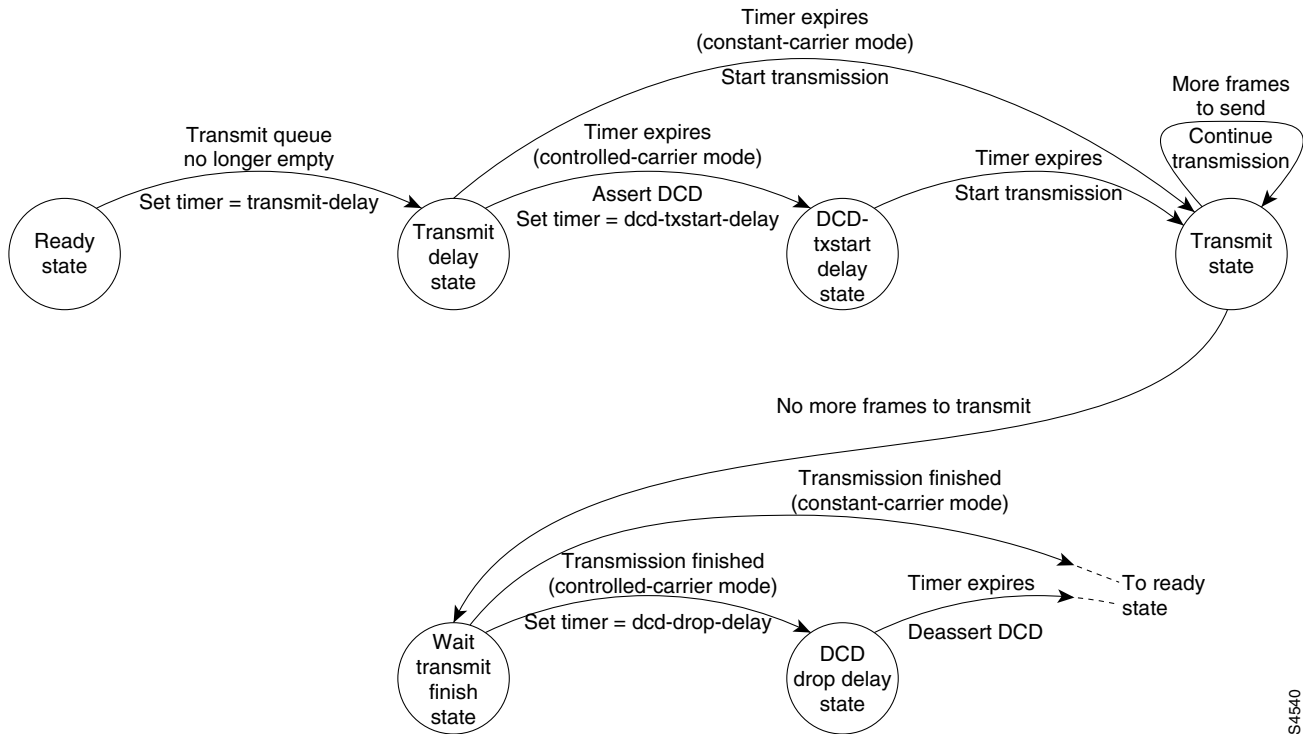 Timer expires
(constant-carrier mode)
Start transmission
More frames
to send
Continue
transmission
Transmit queue
no longer empty
Set timer = transmit-delay
Timer expires
(controlled-carrier mode)
Assert DCD
Set timer = dcd-txstart-delay
Timer expires
Start transmission
Ready
state
Transmit
delay
state
DCD-
txstart
delay
state
Transmit
state
No more frames to transmit
Transmission finished
(constant-carrier mode)
Transmission finished
(controlled-carrier mode)
Set timer = dcd-drop-delay
Timer expires
Deassert DCD
To ready
state
Wait
transmit
finish
state
DCD
drop delay
state
S4540